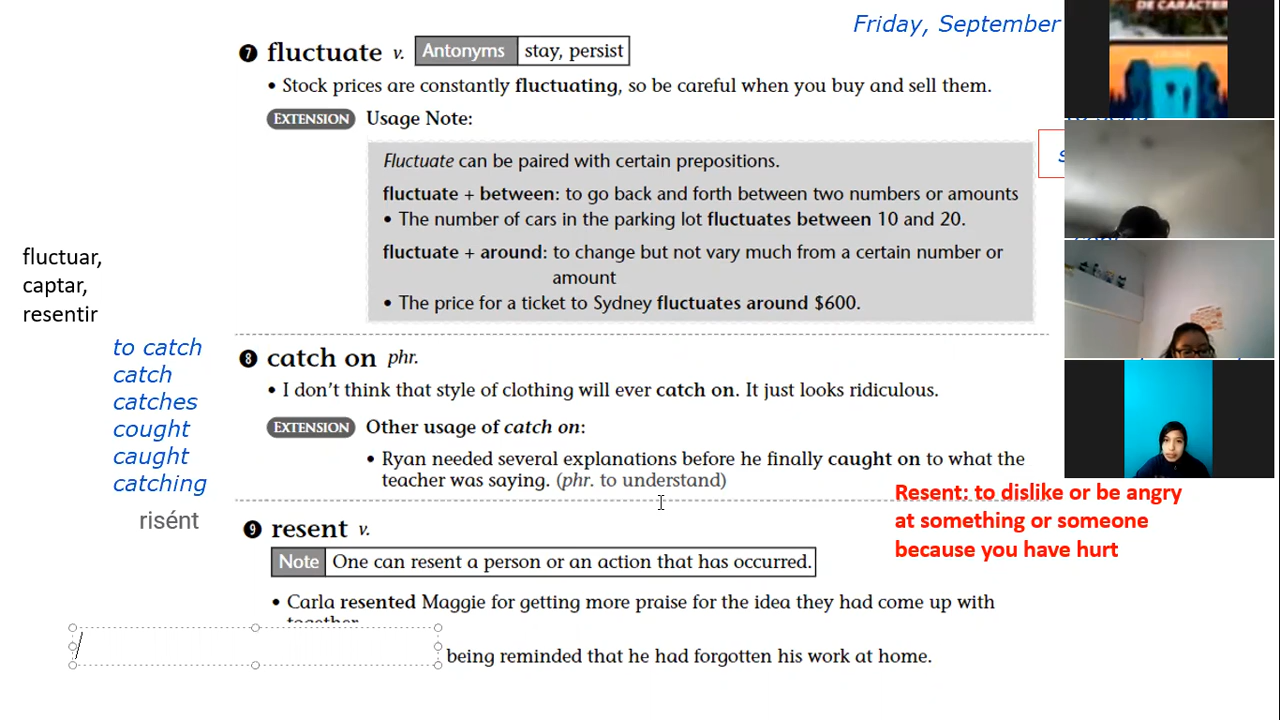 Friday, September
DE CARÁCTER
7 fluctuate v. Antonyms stay, persist
• Stock prices are constantly fluctuating, so be careful when you buy and sell them.
EXTENSION Usage Note:
Fluctuate can be paired with certain prepositions.
fluctuate + between: to go back and forth between two numbers or amounts
• The number of cars in the parking lot fluctuates between 10 and 20.
fluctuate + around: to change but not vary much from a certain number or
amount
• The price for a ticket to Sydney fluctuates around $600.
fluctuar,
captar,
resentir
to catch
catch
catches
cought
caught
catching
risént
8 catch on phr.
• I don't think that style of clothing will ever catch on. It just looks ridiculous.
EXTENSION Other usage of catch on:
• Ryan needed several explanations before he finally caught on to what the
teacher was saying. (phr. to understand)
Resent: to dislike or be angry
at something or someone
because you have hurt
9 resent v.
Note One can resent a person or an action that has occurred.
• Carla resented Maggie for getting more praise for the idea they had come up with
together
/
being reminded that he had forgotten his work at home.